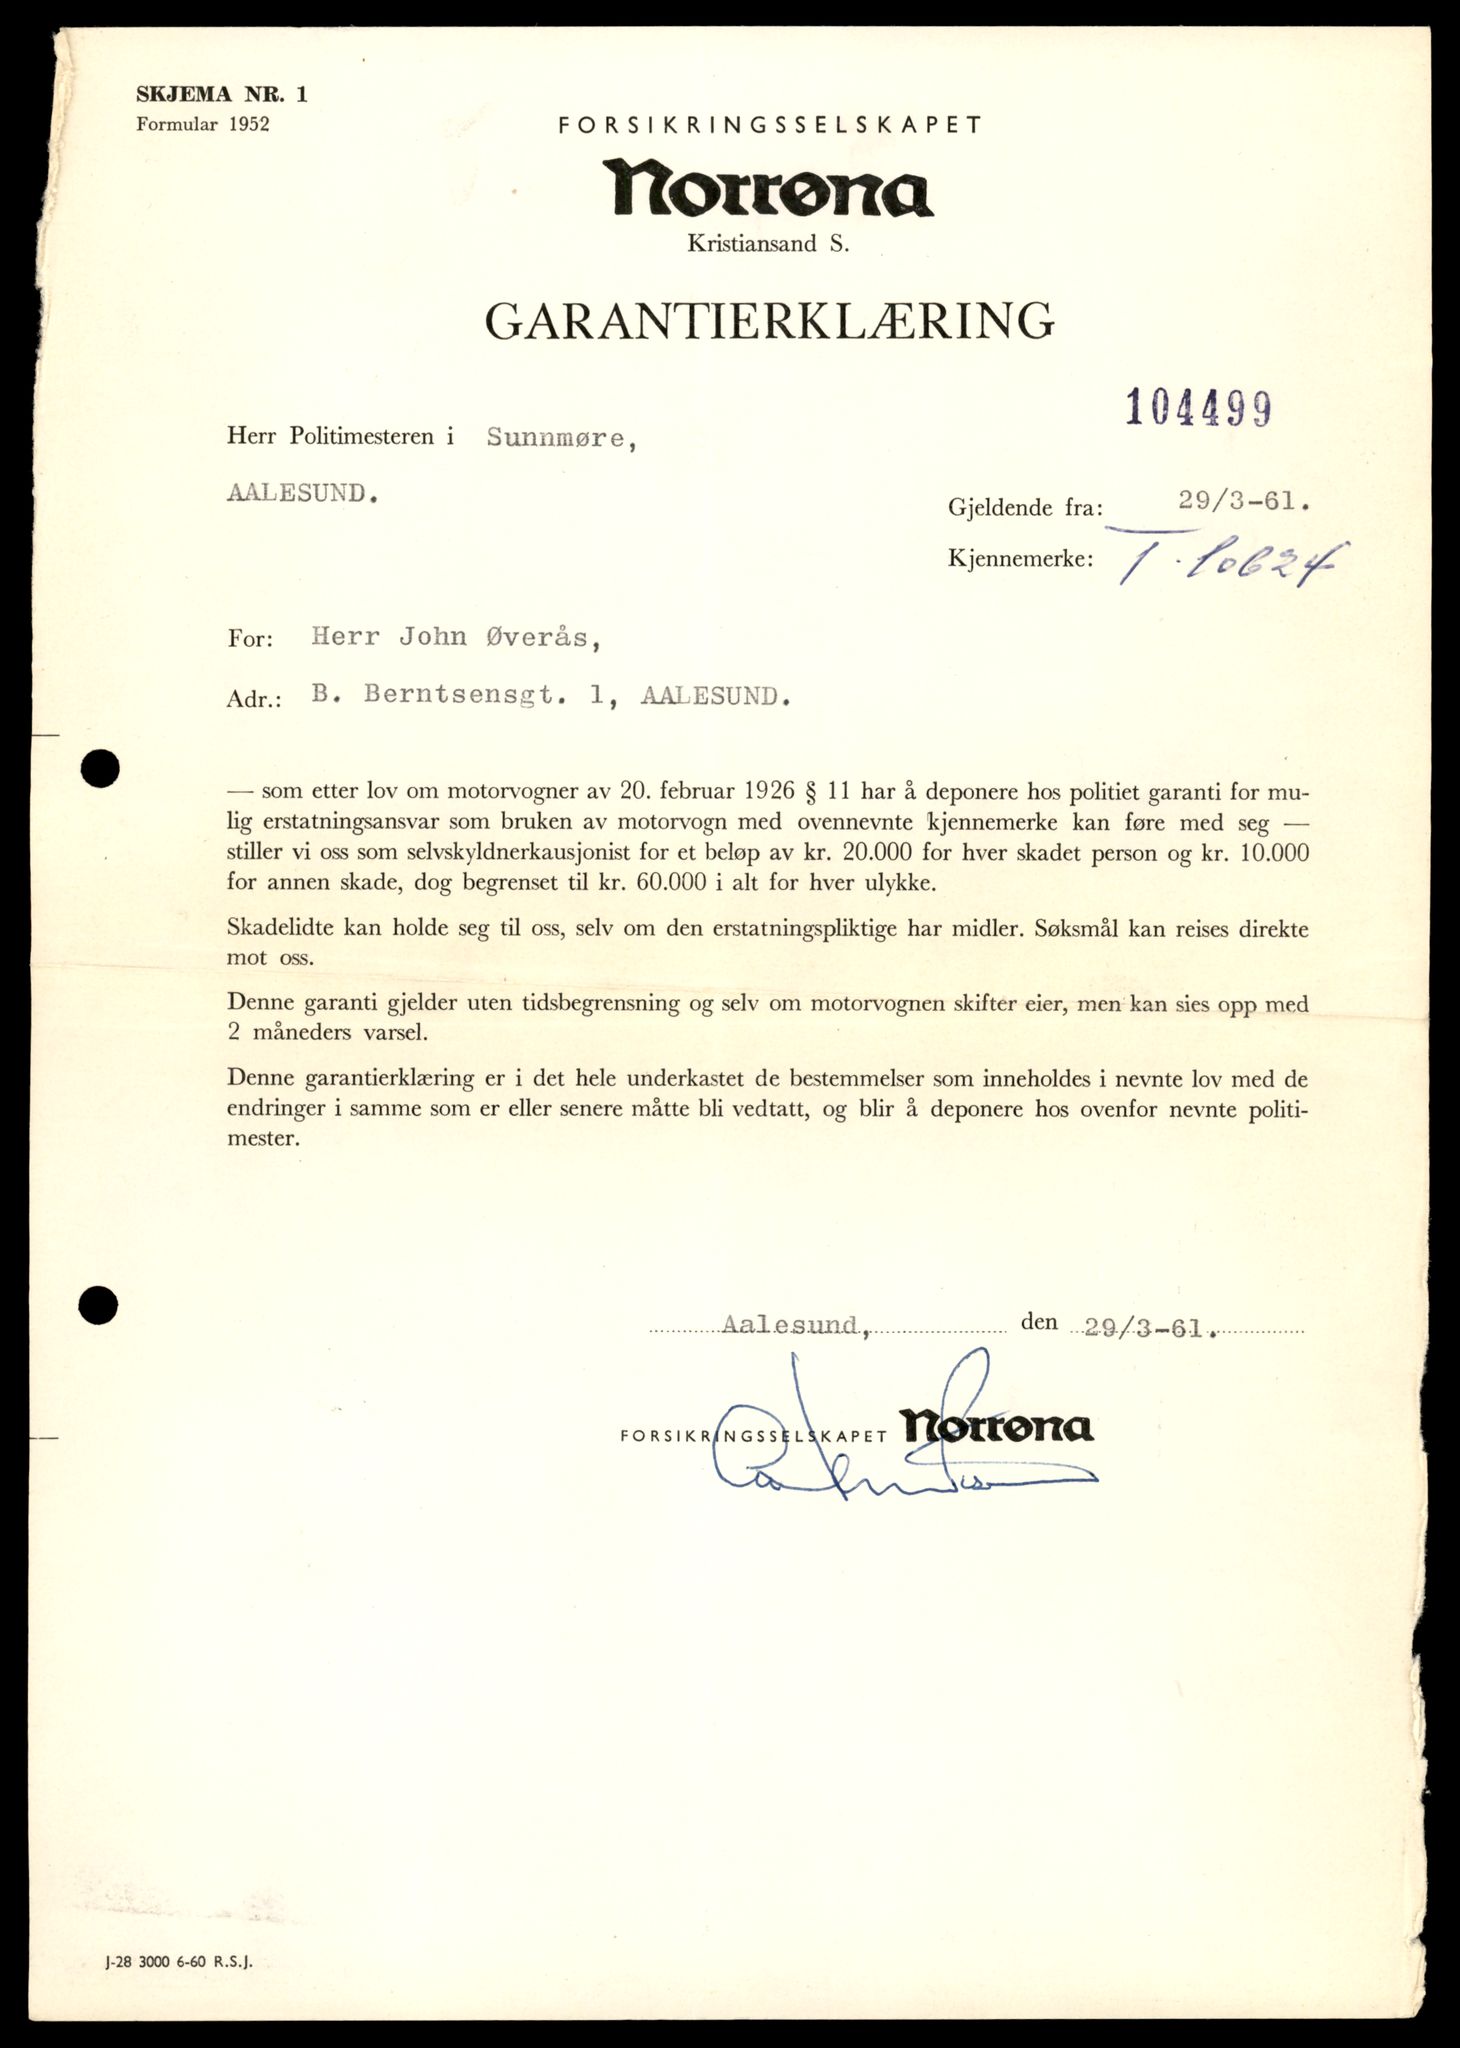 SKJEMA NR. 1
Formular 1952
FORSIKRINGSSELSKAPET
Norrøna
Kristiansand S.
GARANTIERKLÆRING
104499
Herr Politimesteren i Sunnmøre,
AALESUND.
Gjeldende fra: 29/3-61.
Kjennemerke: T-10624
For: Herr John Øverås,
Adr.: B. Berntsensgt. 1, AALESUND.
— som etter lov om motorvogner av 20. februar 1926 § 11 har å deponere hos politiet garanti for mu-
lig erstatningsansvar som bruken av motorvogn med ovennevnte kjennemerke kan føre med seg —
stiller vi oss som selvskyldnerkausjonist for et beløp av kr. 20.000 for hver skadet person og kr. 10.000
for annen skade, dog begrenset til kr. 60.000 i alt for hver ulykke.
Skadelidte kan holde seg til oss, selv om den erstatningspliktige har midler. Søksmål kan reises direkte
mot oss.
Denne garanti gjelder uten tidsbegrensning og selv om motorvognen skifter eier, men kan sies opp med
2 måneders varsel.
Denne garantierklæring er i det hele underkastet de bestemmelser som inneholdes i nevnte lov med de
endringer i samme som er eller senere måtte bli vedtatt, og blir å deponere hos ovenfor nevnte politi-
mester.
Aalesund, den 29/3-61.
FORSIKRINGSSELSKAPET Norrøna
J-28 3000 6-60 R.S.J.